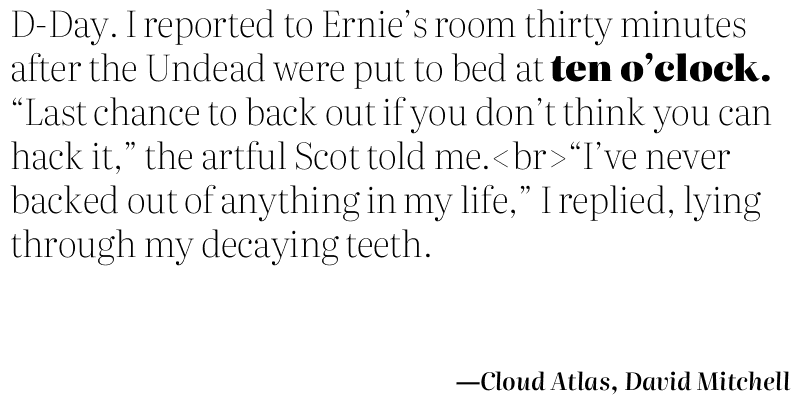 D-Day. I reported to Ernie’s room thirty minutes
after the Undead were put to bed at ten o’clock.
“Last chance to back out if you don’t think you can
hack it,” the artful Scot told me.<br>“I’ve never
backed out of anything in my life,” I replied, lying
through my decaying teeth.
—Cloud Atlas, David Mitchell